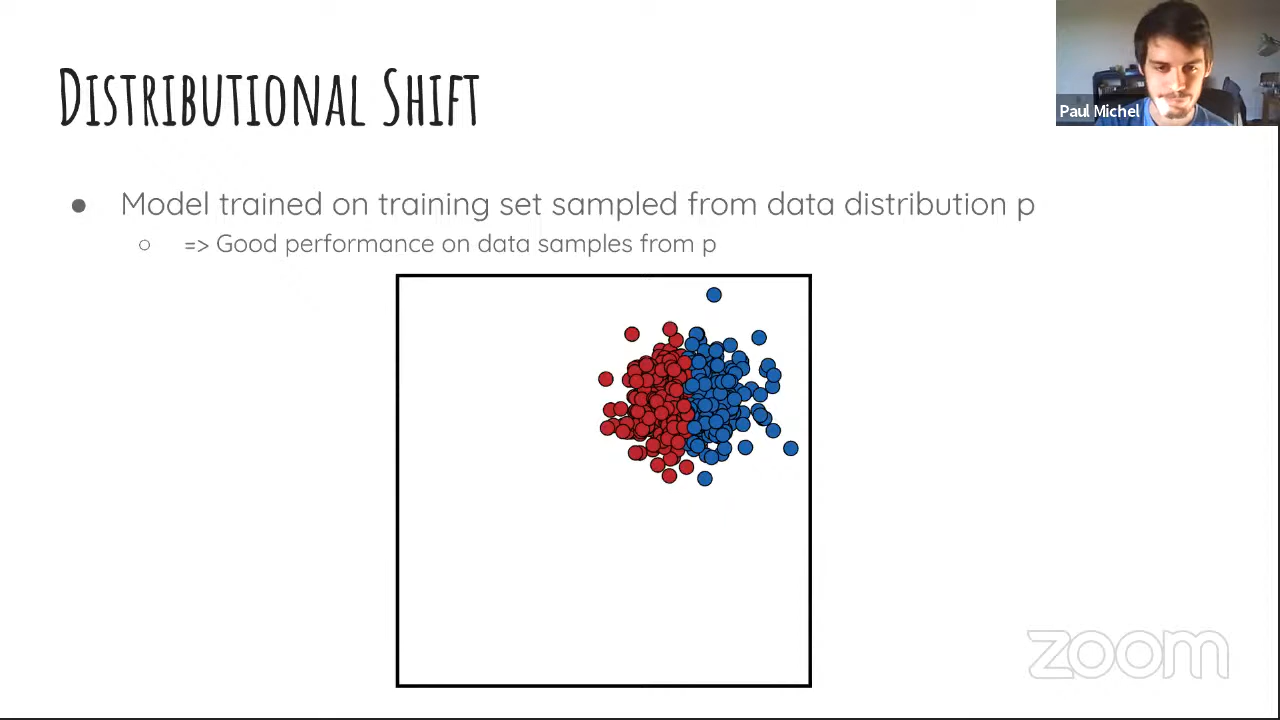 Distributional Shift
Paul Michel
● Model trained on training set sampled from data distribution p
○ => Good performance on data samples from p
zoom